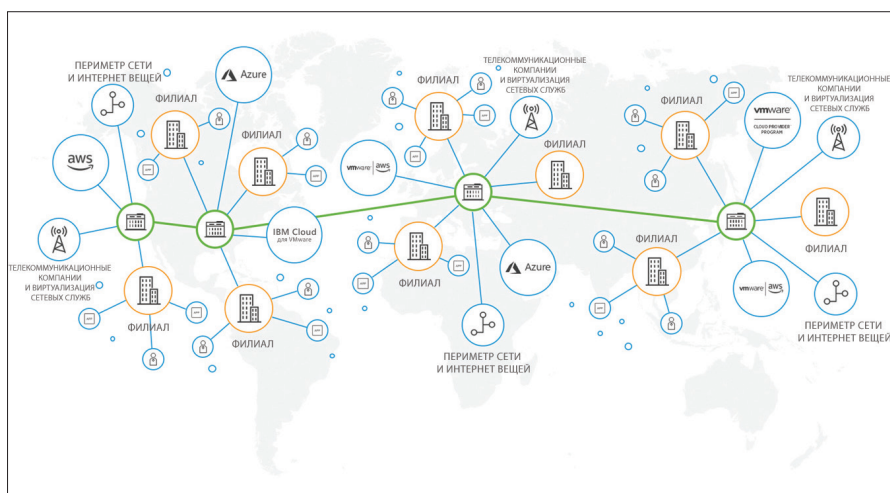 ПЕРИМЕТР СЕТИ
И ИНТЕРНЕТ ВЕЩЕЙ
Azure
ФИЛИАЛ
ФИЛИАЛ
aws
IBM Cloud
для VMware
ТЕЛЕКОММУНИКАЦИОННЫЕ
КОМПАНИИ
И ВИРТУАЛИЗАЦИЯ
СЕТЕВЫХ СЛУЖБ
ФИЛИАЛ
ФИЛИАЛ
ФИЛИАЛ
ТЕЛЕКОММУНИКАЦИОННЫЕ
КОМПАНИИ
И ВИРТУАЛИЗАЦИЯ
СЕТЕВЫХ СЛУЖБ
vmware aws
ФИЛИАЛ
ФИЛИАЛ
Azure
ПЕРИМЕТР СЕТИ
И ИНТЕРНЕТ ВЕЩЕЙ
ФИЛИАЛ
vmware
CLOUD PROVIDER
PROGRAM
ТЕЛЕКОММУНИКАЦИОННЫЕ
КОМПАНИИ
И ВИРТУАЛИЗАЦИЯ
СЕТЕВЫХ СЛУЖБ
ФИЛИАЛ
ФИЛИАЛ
vmware aws
ПЕРИМЕТР СЕТИ
И ИНТЕРНЕТ ВЕЩЕЙ